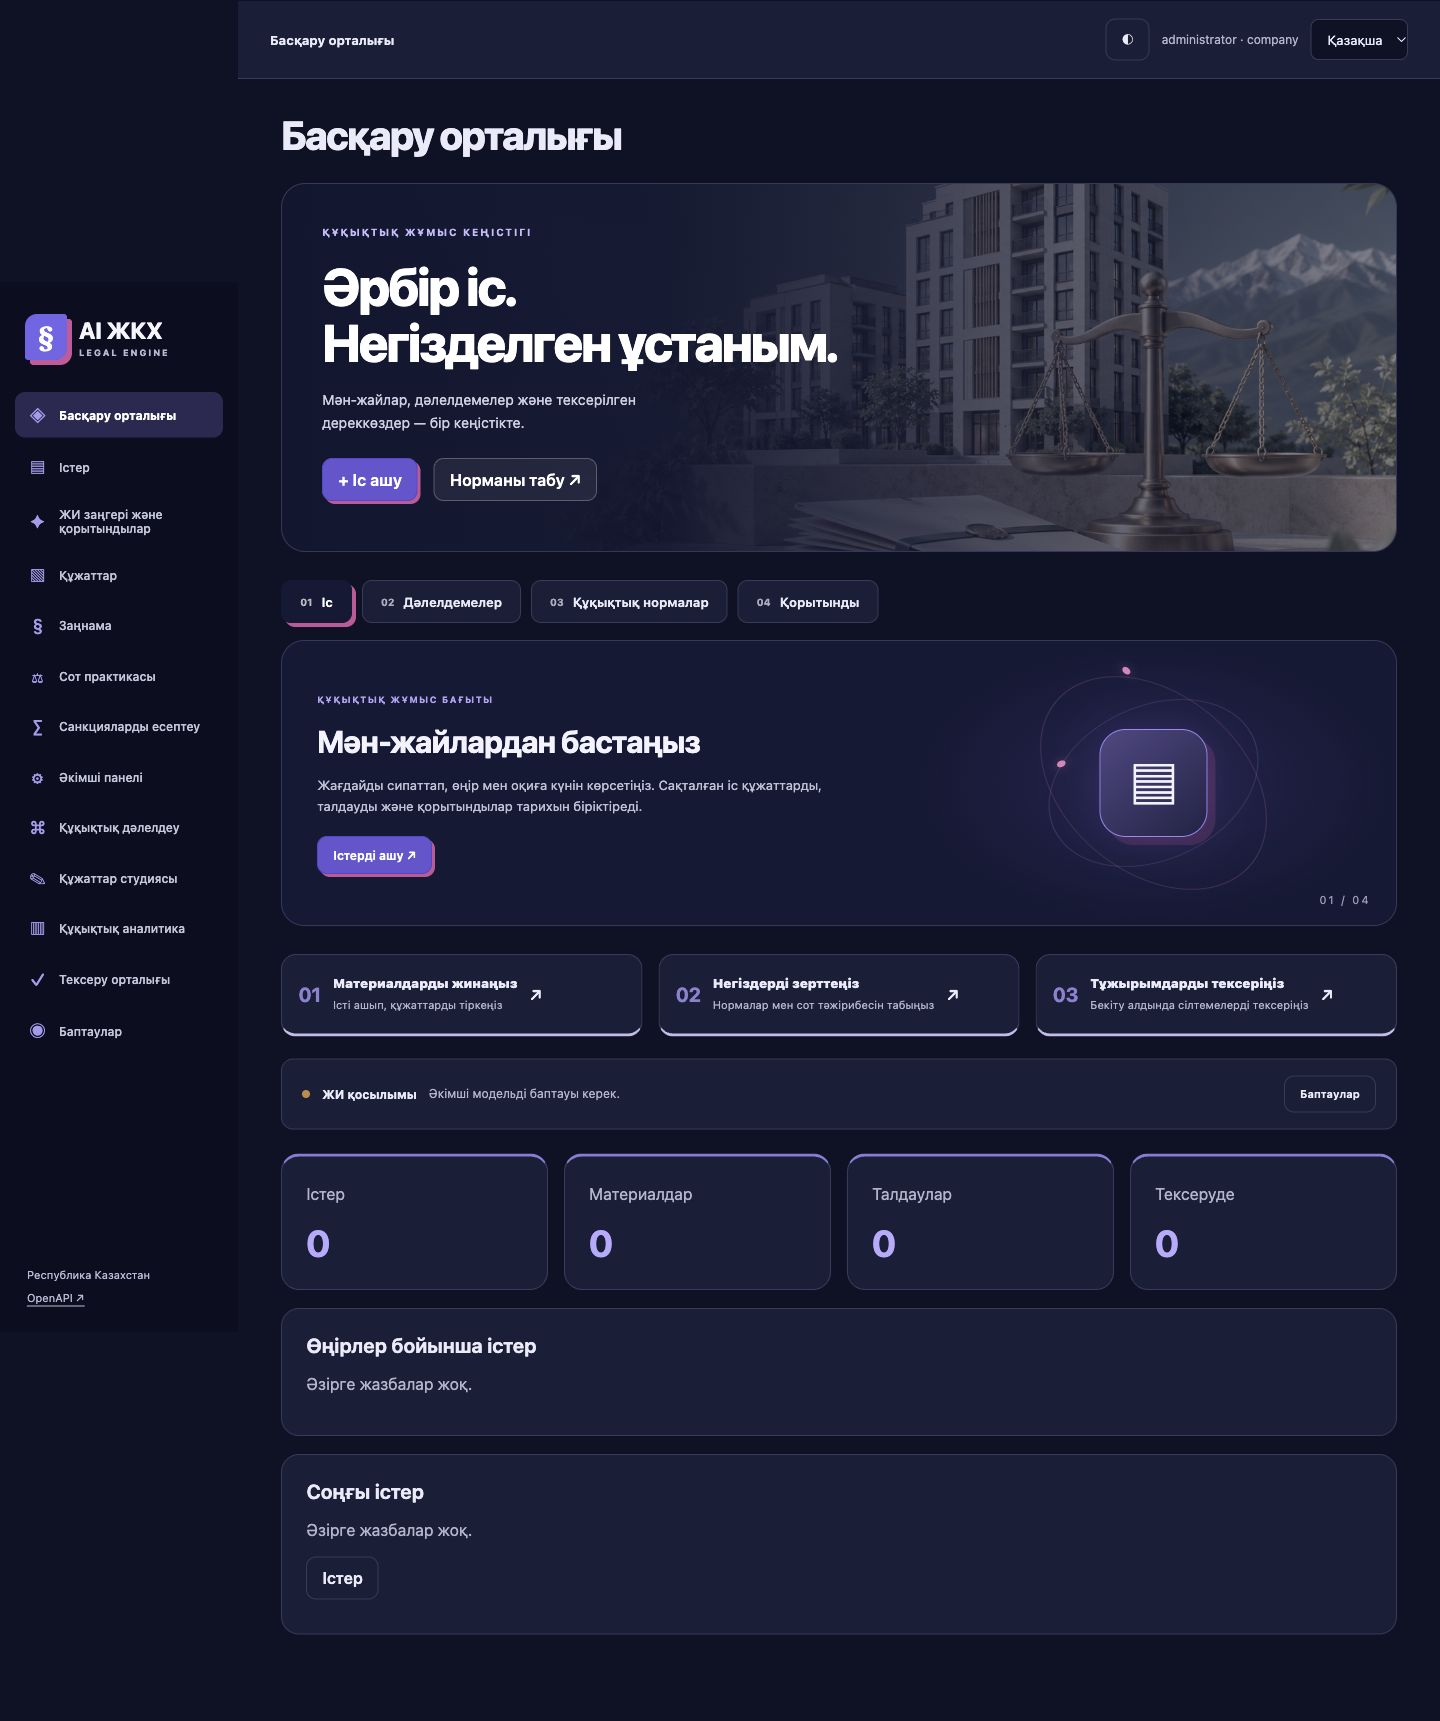 Басқару орталығы
administrator · company
Қазақша
§
AI ЖКХ
LEGAL ENGINE
Басқару орталығы
Істер
ЖИ заңгері және
қорытындылар
Құжаттар
§ Заңнама
Сот практикасы
∑ Санкцияларды есептеу
Әкімші панелі
⌘ Құқықтық дәлелдеу
Құжаттар студиясы
Құқықтық аналитика
Тексеру орталығы
Баптаулар
Республика Казахстан
OpenAPI ↗
Басқару орталығы
ҚҰҚЫҚТЫҚ ЖҰМЫС КЕҢІСТІГІ
Әрбір іс.
Негізделген ұстаным.
Мән-жайлар, дәлелдемелер және тексерілген
дереккөздер — бір кеңістікте.
+ Іс ашу
Норманы табу ↗
01 Іс
02 Дәлелдемелер
03 Құқықтық нормалар
04 Қорытынды
ҚҰҚЫҚТЫҚ ЖҰМЫС БАҒЫТЫ
Мән-жайлардан бастаңыз
Жағдайды сипаттап, өңір мен оқиға күнін көрсетіңіз. Сақталған іс құжаттарды,
талдауды және қорытындылар тарихын біріктіреді.
Істерді ашу ↗
01 / 04
01 Материалдарды жинаңыз ↗
Істі ашып, құжаттарды тіркеңіз
02 Негіздерді зерттеңіз ↗
Нормалар мен сот тәжірибесін табыңыз
03 Тұжырымдарды тексеріңіз ↗
Бекіту алдында сілтемелерді тексеріңіз
ЖИ қосылымы Әкімші модельді баптауы керек.
Баптаулар
Істер
0
Материалдар
0
Талдаулар
0
Тексеруде
0
Өңірлер бойынша істер
Әзірге жазбалар жоқ.
Соңғы істер
Әзірге жазбалар жоқ.
Істер